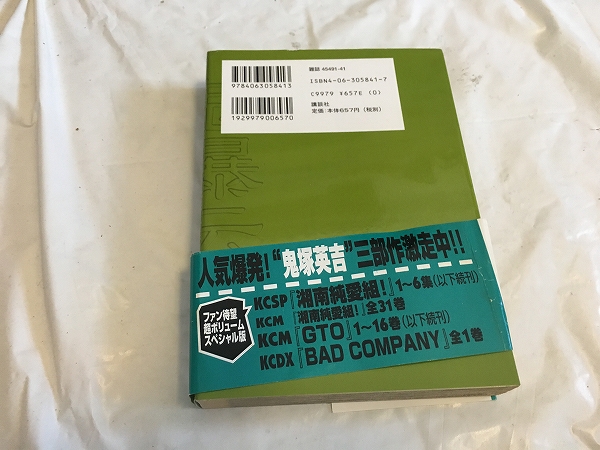 雑誌 45491-41
ISBN4-06-305841-7
C9979 ¥657E (0)
講談社
定価：本体657円（税別）
9784063058413
1929979006570
人気爆発！“鬼塚英吉”三部作激走中!!
ファン待望
超ボリューム
スペシャル版
KCSP『湘南純愛組！』1〜6集（以下続刊）
KCM『湘南純愛組！』全31巻
KCM『GTO』1〜16巻（以下続刊）
KCDX『BAD COMPANY』全1巻